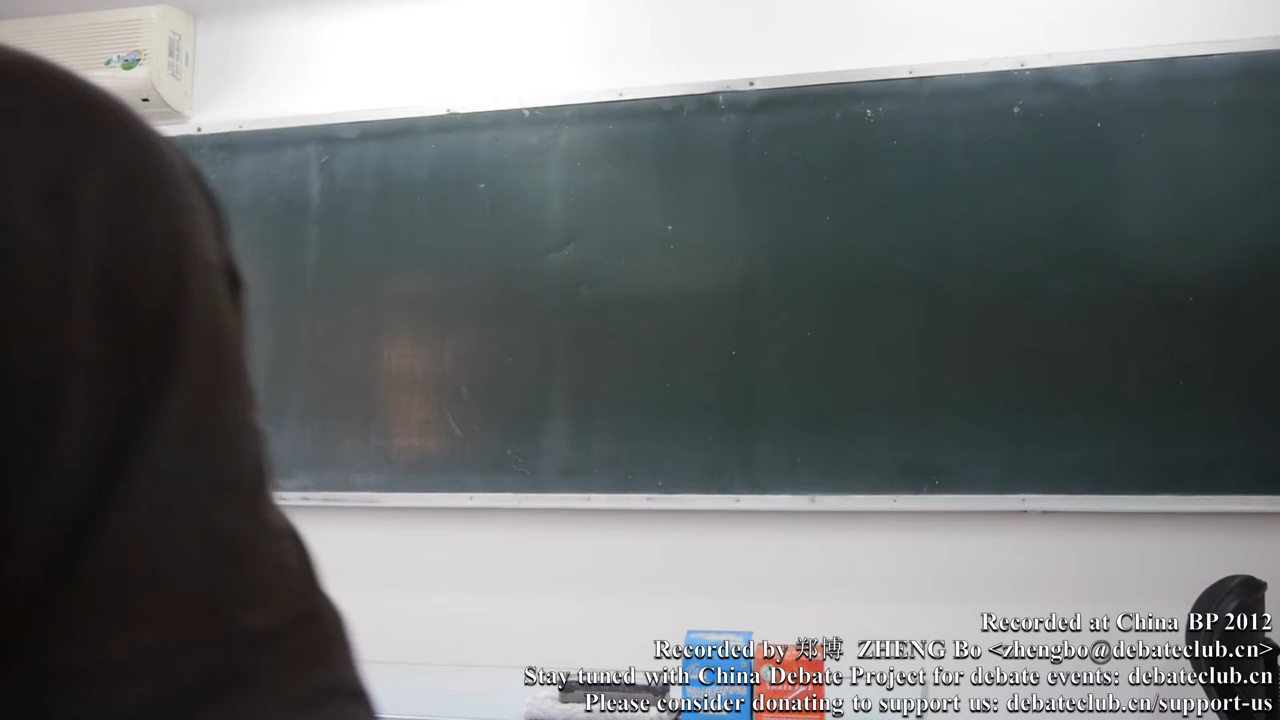 Recorded at China BP 2012
Recorded by 郑博 ZHENG Bo <zhengbo@debateclub.cn>
Stay tuned with China Debate Project for debate events: debateclub.cn
Please consider donating to support us: debateclub.cn/support-us